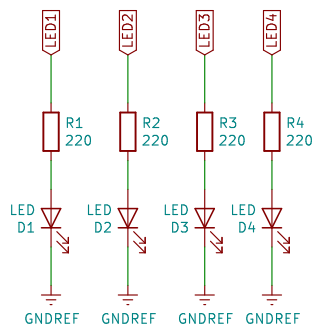 LED1 LED2 LED3 LED4
R1 R2 R3 R4
220 220 220 220
LED LED LED LED
D1 D2 D3 D4
GNDREF GNDREF GNDREF GNDREF